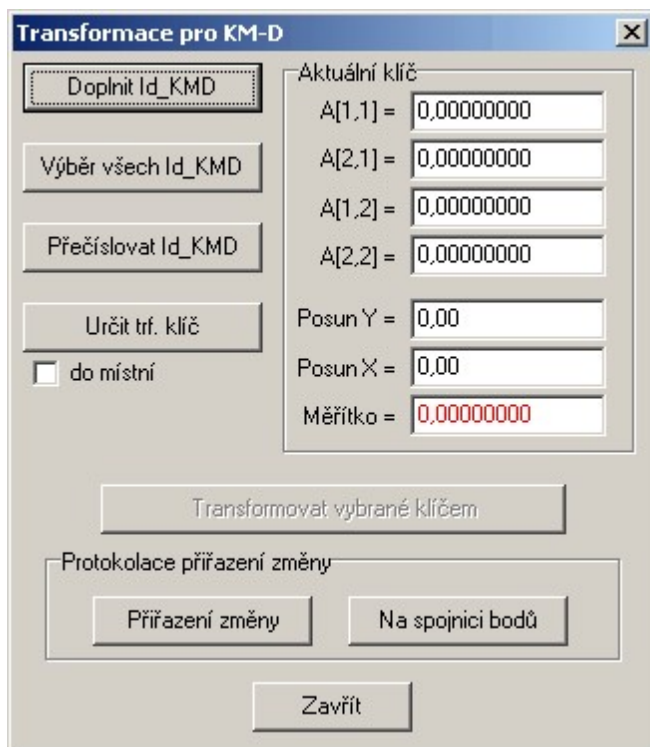 Transformace pro KM-D
Doplnit Id_KMD
Výběr všech Id_KMD
Přečíslovat Id_KMD
Určit trf. klíč
do místní
Aktuální klíč
A[1,1] = 0,00000000
A[2,1] = 0,00000000
A[1,2] = 0,00000000
A[2,2] = 0,00000000
Posun Y = 0,00
Posun X = 0,00
Měřítko = 0,00000000
Transformovat vybrané klíčem
Protokolace přiřazení změny
Přiřazení změny
Na spojnici bodů
Zavřít